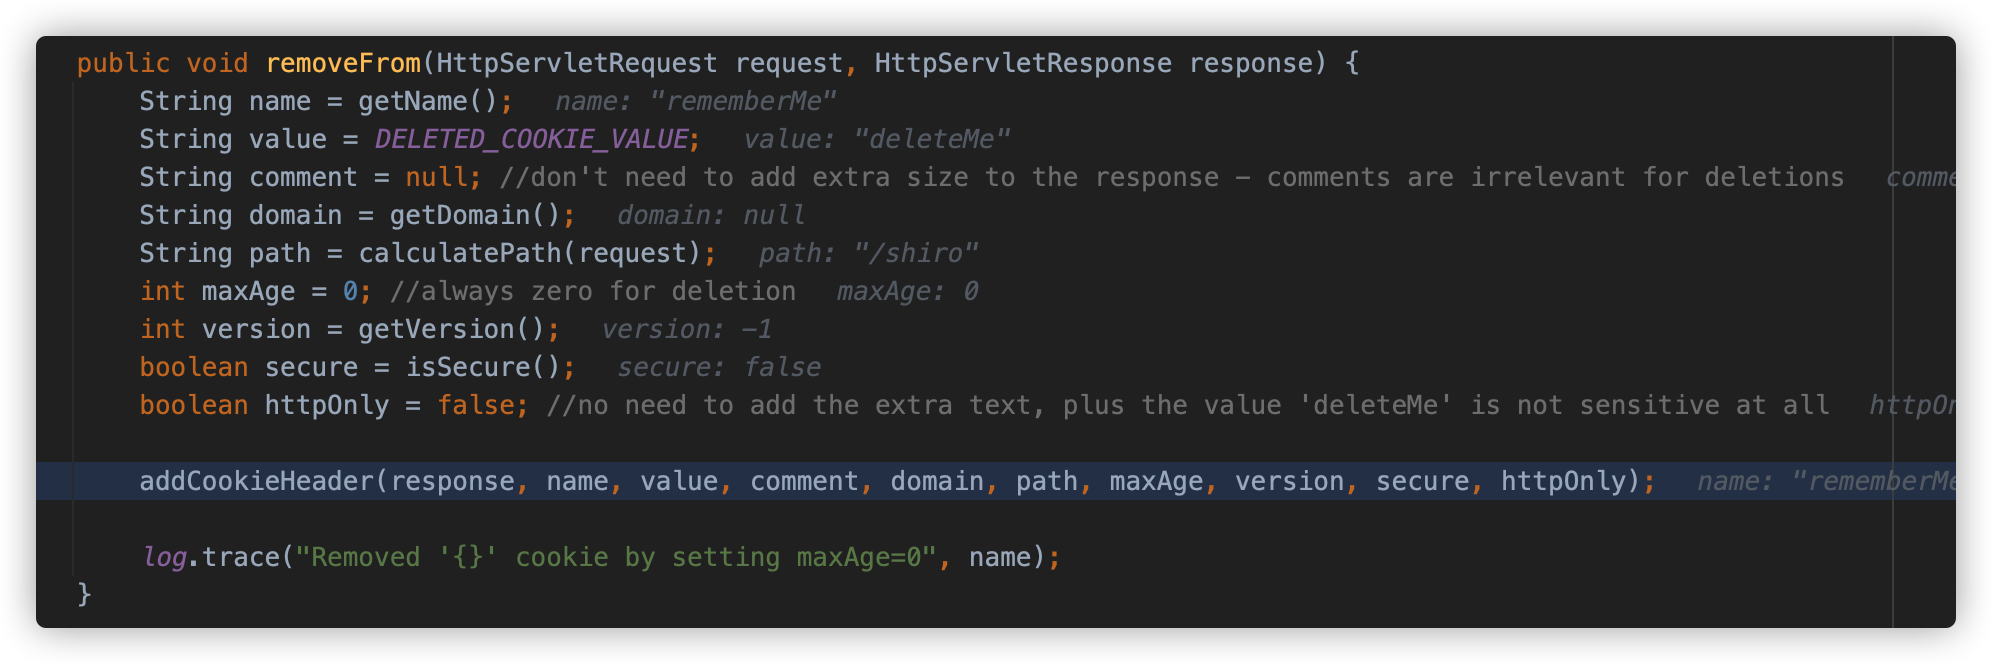 public void removeFrom(HttpServletRequest request, HttpServletResponse response) {
String name = getName(); name: "rememberMe"
String value = DELETED_COOKIE_VALUE; value: "deleteMe"
String comment = null; //don't need to add extra size to the response – comments are irrelevant for deletions comme
String domain = getDomain(); domain: null
String path = calculatePath(request); path: "/shiro"
int maxAge = 0; //always zero for deletion maxAge: 0
int version = getVersion(); version: –1
boolean secure = isSecure(); secure: false
boolean httpOnly = false; //no need to add the extra text, plus the value 'deleteMe' is not sensitive at all httpOn
addCookieHeader(response, name, value, comment, domain, path, maxAge, version, secure, httpOnly); name: "rememberMe
log.trace("Removed '{}' cookie by setting maxAge=0", name);
}